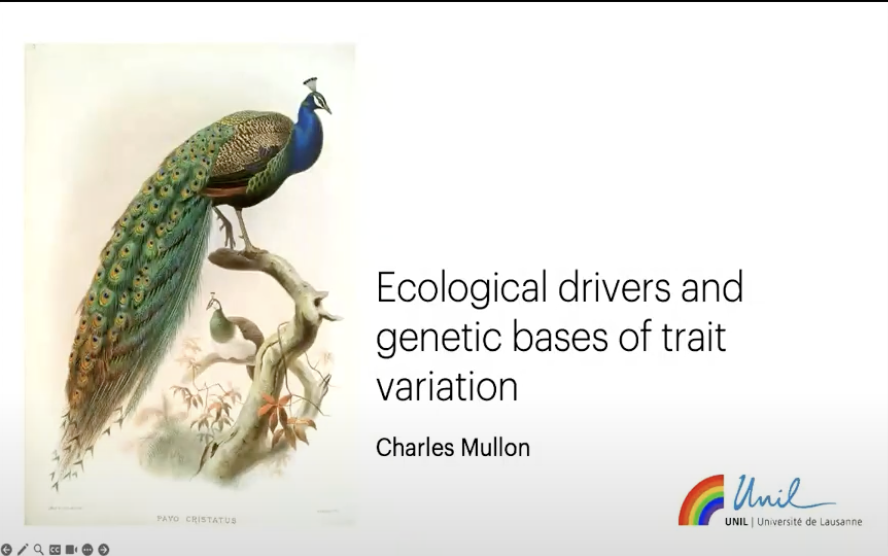 Ecological drivers and
genetic bases of trait
variation
Charles Mullon
PAVO CRISTATUS
Unil
UNIL | Université de Lausanne